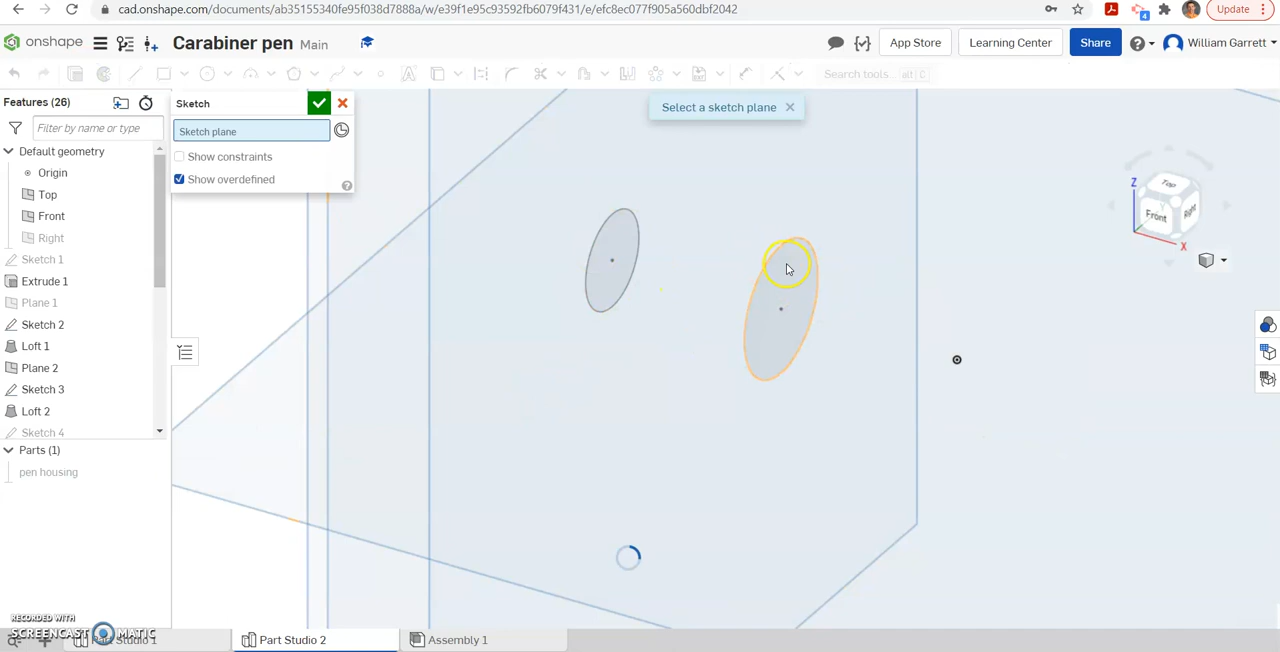 cad.onshape.com/documents/ab35155340fe95f038d7888a/w/e39f1e95c93592fb6079f431/e/efc8ec077f905a560dbf2042
4
Update
onshape
Carabiner pen Main
App Store
Learning Center
Share
William Garrett
Search tools... alt C
Features (26)
Filter by name or type
Default geometry
Origin
Top
Front
Right
Sketch 1
Extrude 1
Plane 1
Sketch 2
Loft 1
Plane 2
Sketch 3
Loft 2
Sketch 4
Parts (1)
pen housing
Sketch
Sketch plane
Show constraints
Show overdefined
Select a sketch plane
Z
Top
Front
Right
X
RECORDED WITH
SCREENCAST MATIC
Part Studio 1
Part Studio 2
Assembly 1